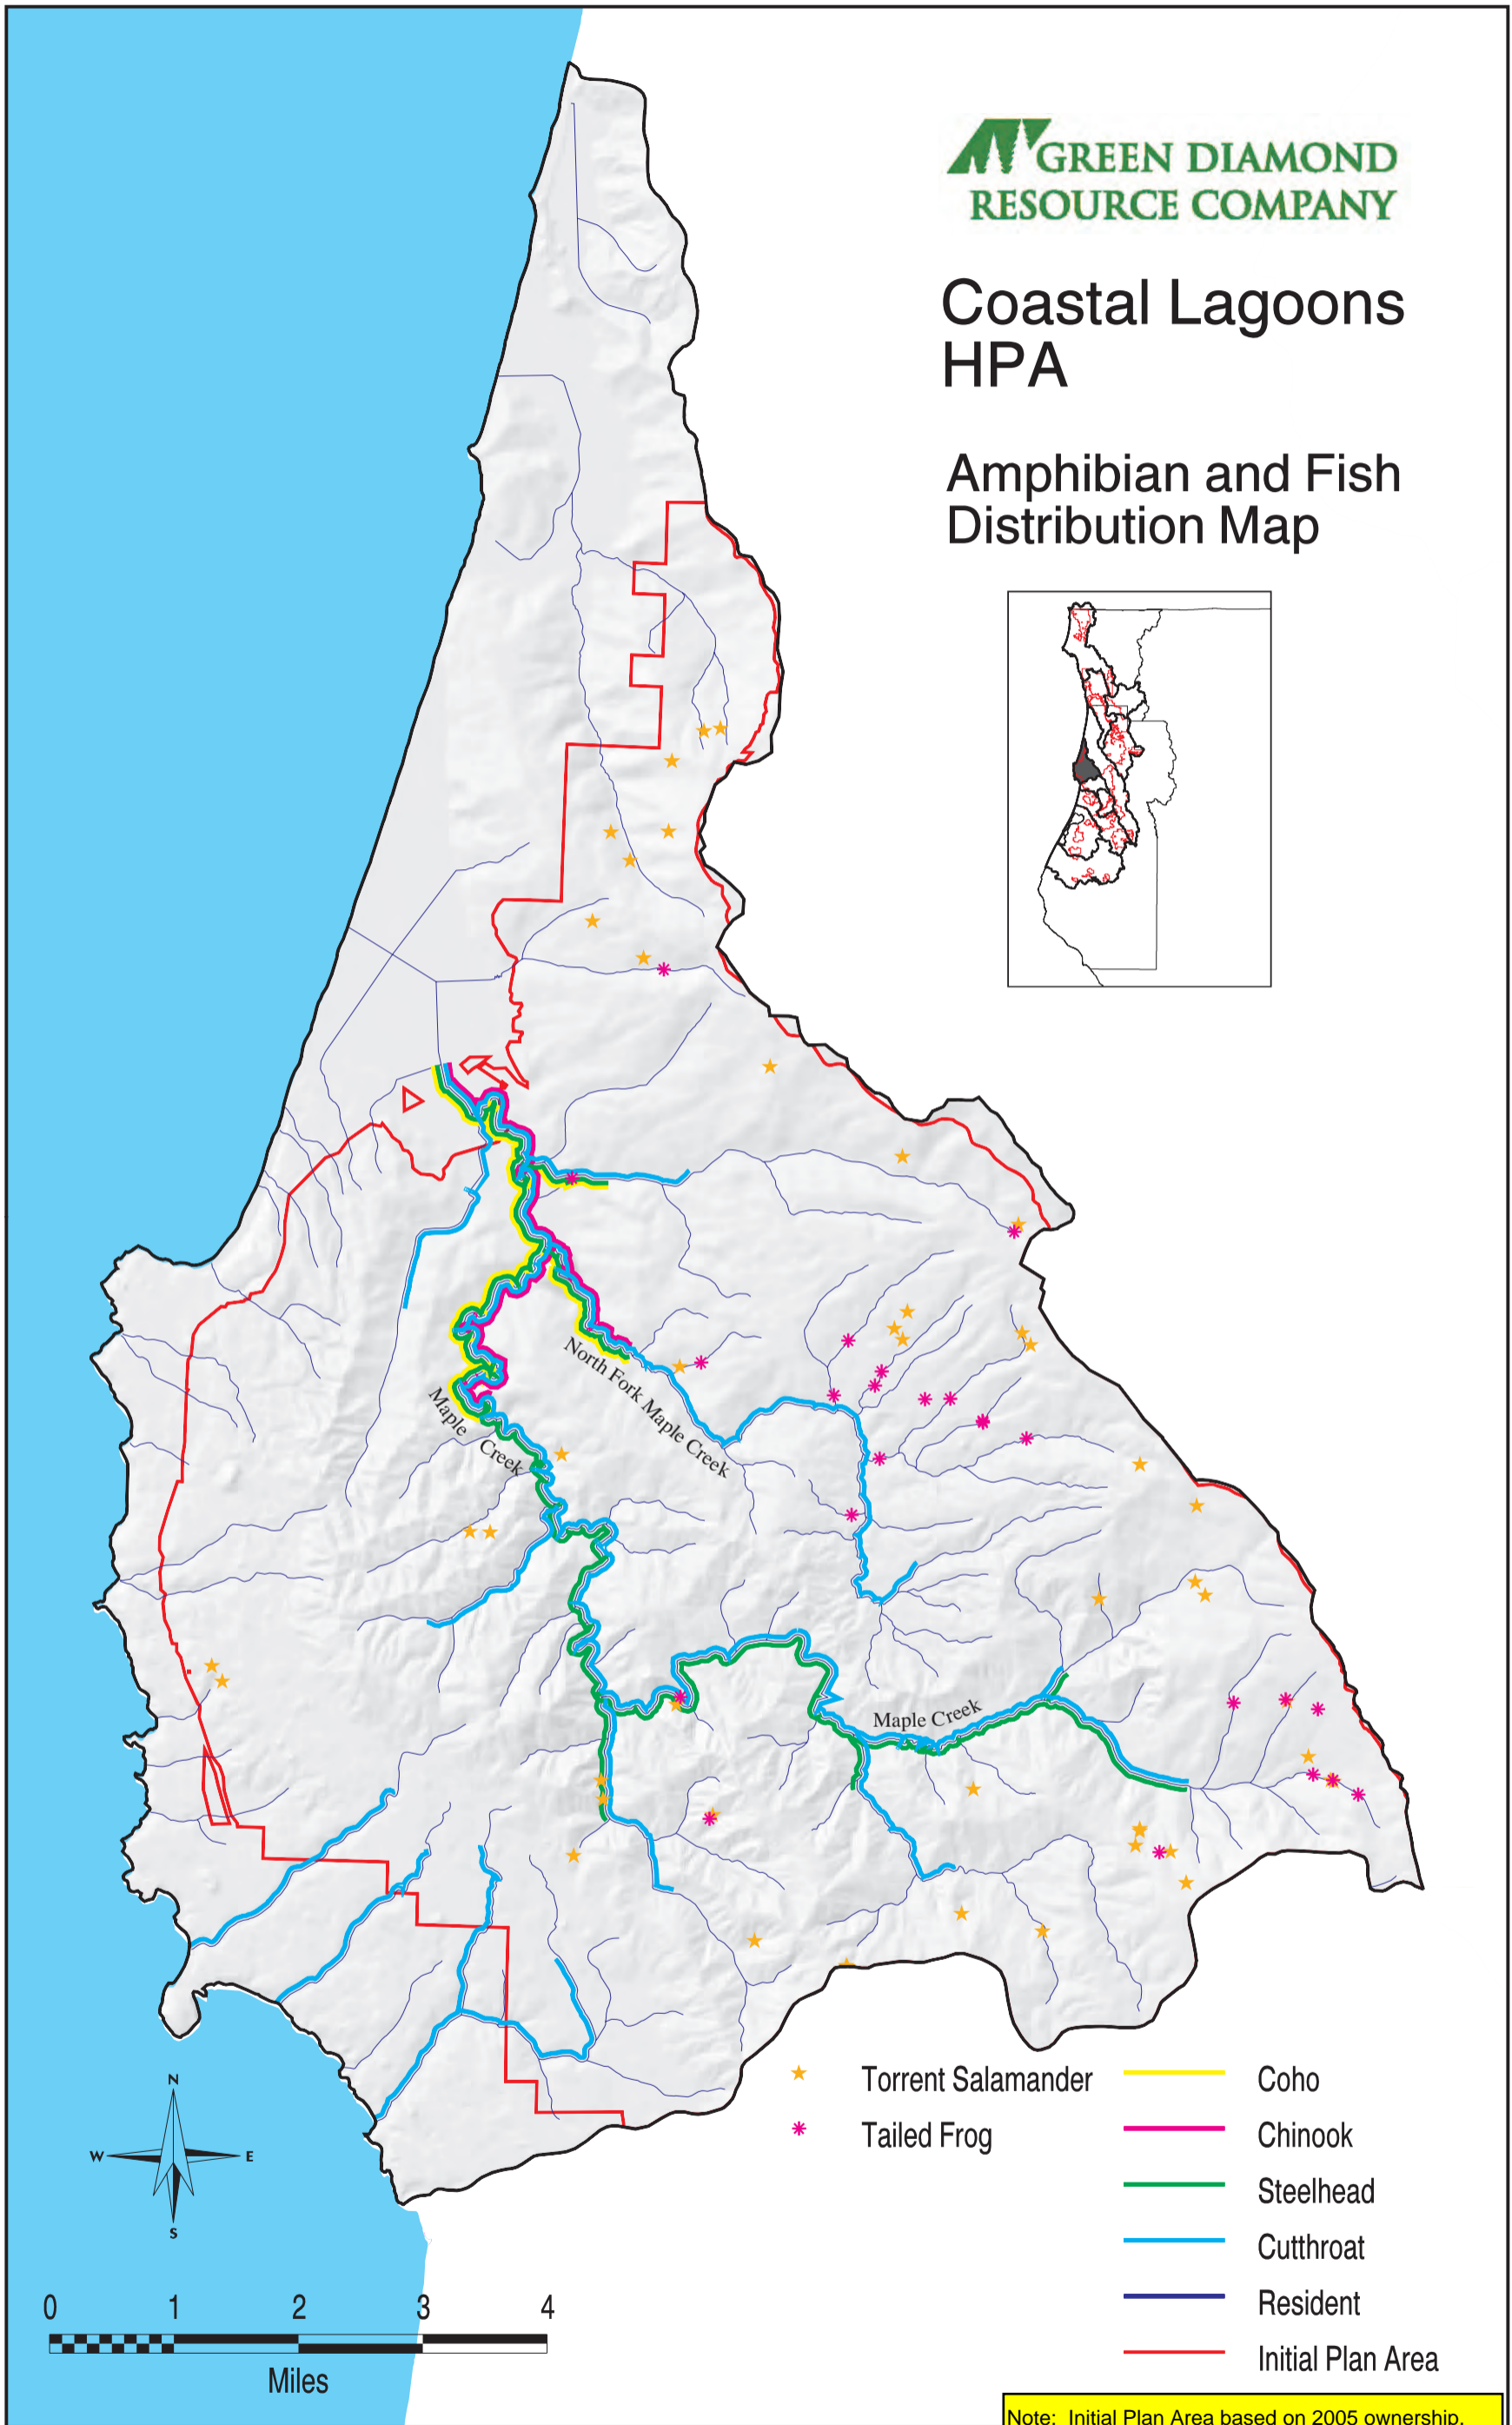 GREEN DIAMOND
RESOURCE COMPANY
Coastal Lagoons
HPA
Amphibian and Fish
Distribution Map
North Fork Maple Creek
Maple Creek
Maple Creek
Torrent Salamander
Tailed Frog
Coho
Chinook
Steelhead
Cutthroat
Resident
Initial Plan Area
N
W E
S
0 1 2 3 4
Miles
Note: Initial Plan Area based on 2005 ownership.